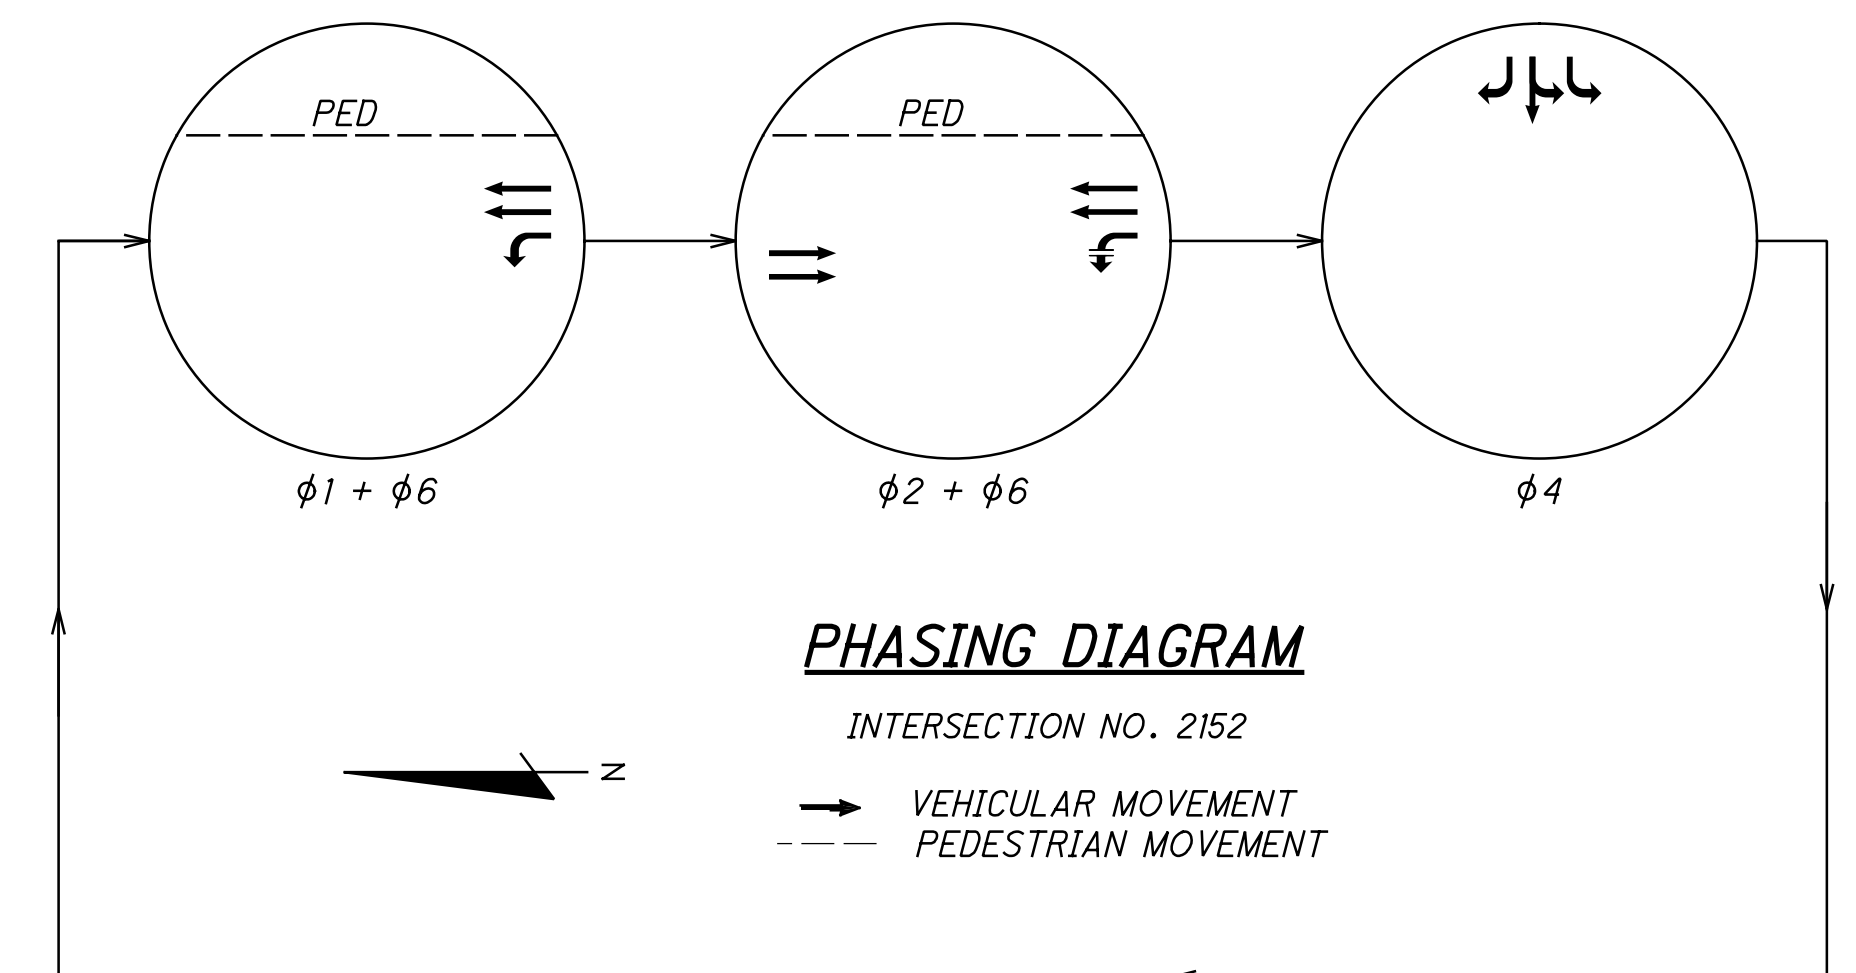 PED
PED
φ1 + φ6
φ2 + φ6
φ4
PHASING DIAGRAM
INTERSECTION NO. 2152
N
VEHICULAR MOVEMENT
PEDESTRIAN MOVEMENT